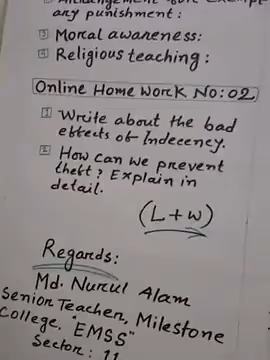 any punishment:
3 Moral awareness:
4 Religious teaching:
Online Home Work No: 02
1 Write about the bad
effects of Indecency.
2 How can we prevent
theft? Explain in
detail.
(L+W)
Regards:
Md. Nurul Alam
Senior Teacher, Milestone
College. "EMSS"
Sector: 11